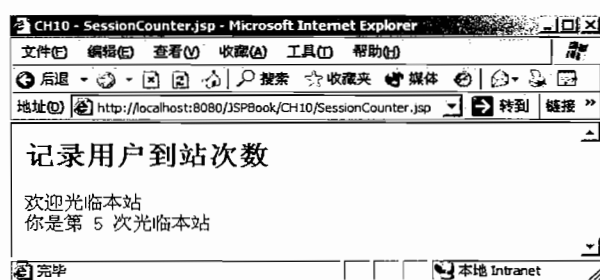 CH10 - SessionCounter.jsp - Microsoft Internet Explorer
文件(F) 编辑(E) 查看(V) 收藏(A) 工具(T) 帮助(H)
后退 搜索 收藏夹 媒体
地址(D) http://localhost:8080/JSPBook/CH10/SessionCounter.jsp 转到 链接 »
记录用户到站次数
欢迎光临本站
你是第 5 次光临本站
完毕 本地 Intranet